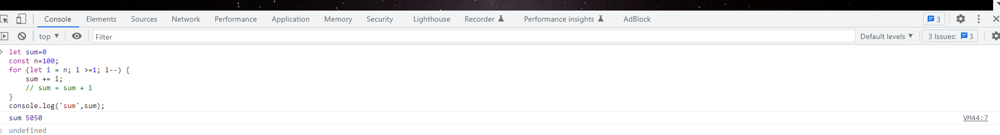 Console Elements Sources Network Performance Application Memory Security Lighthouse Recorder Performance insights AdBlock 3
top Filter Default levels 3 Issues: 3
let sum=0
const n=100;
for (let i = n; i >=1; i--) {
    sum += i;
    // sum = sum + i
}
console.log('sum',sum);
sum 5050 VM44:7
undefined